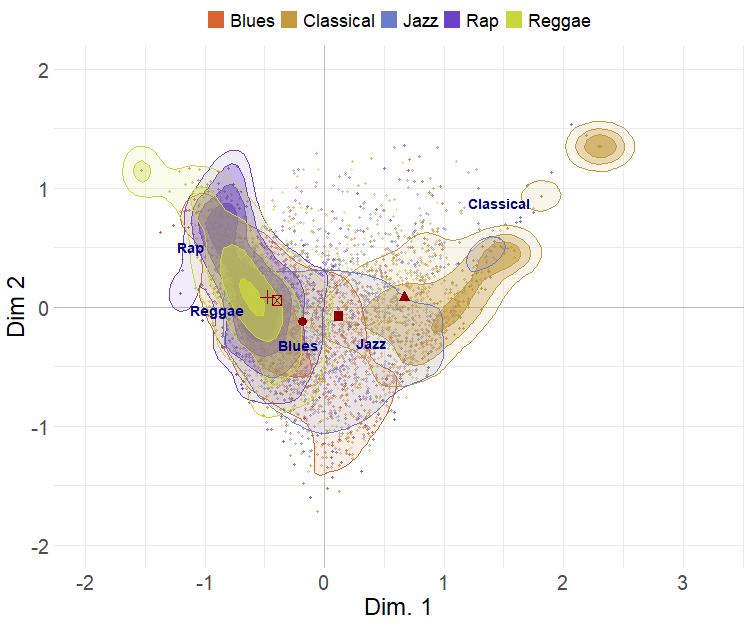 Blues Classical Jazz Rap Reggae
2
1
0
-1
-2
Dim 2
Classical
Rap
Reggae
Blues
Jazz
-2 -1 0 1 2 3
Dim. 1